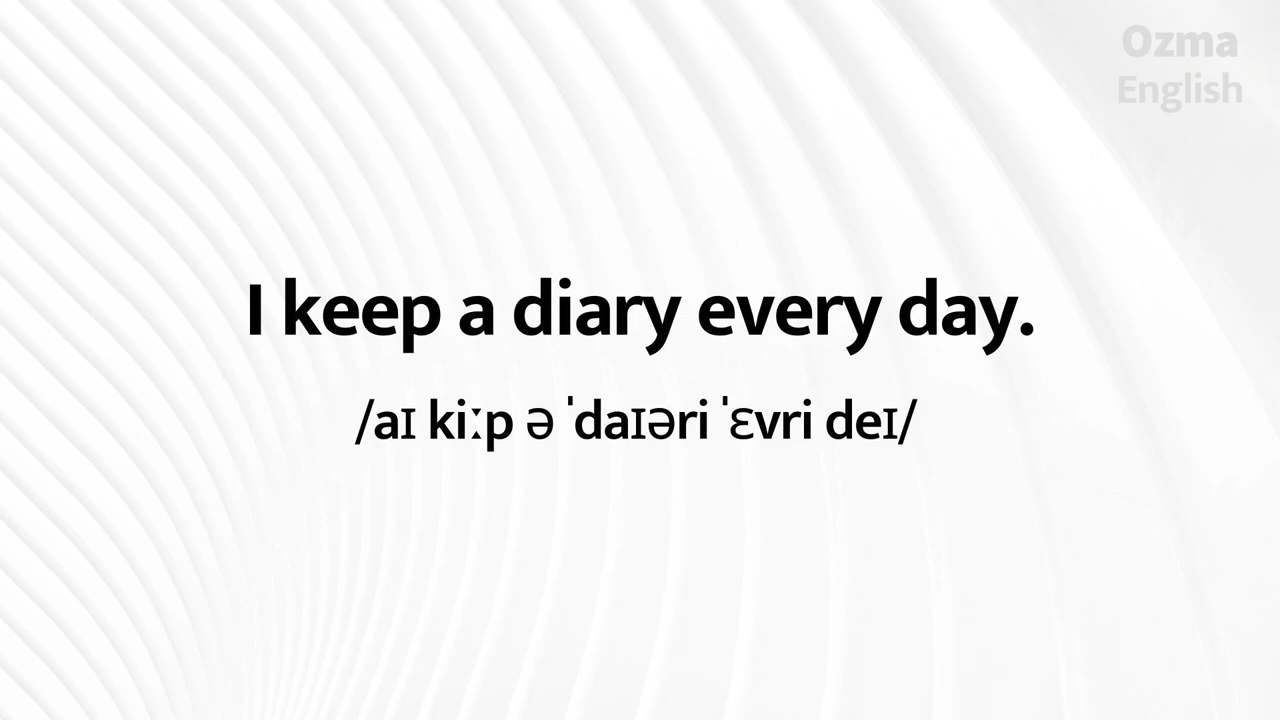 Ozma
English
I keep a diary every day.
/aɪ kiːp ə ˈdaɪəri ˈɛvri deɪ/